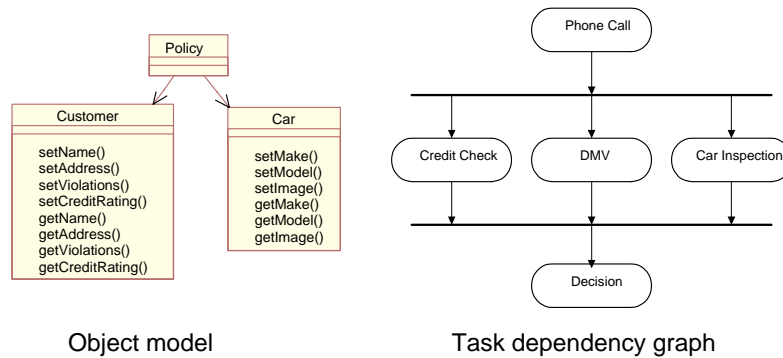 Policy
Customer
setName()
setAddress()
setViolations()
setCreditRating()
getName()
getAddress()
getViolations()
getCreditRating()
Car
setMake()
setModel()
setImage()
getMake()
getModel()
getImage()
Object model
Phone Call
Credit Check
DMV
Car Inspection
Decision
Task dependency graph